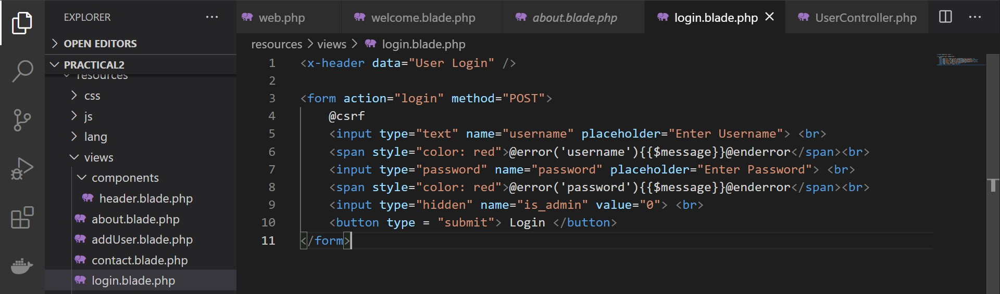 EXPLORER ...
OPEN EDITORS
PRACTICAL2
resources
css
js
lang
views
components
header.blade.php
about.blade.php
addUser.blade.php
contact.blade.php
login.blade.php
web.php welcome.blade.php about.blade.php login.blade.php UserController.php ...
resources > views > login.blade.php
1 <x-header data="User Login" />
2
3 <form action="login" method="POST">
4 @csrf
5 <input type="text" name="username" placeholder="Enter Username"> <br>
6 <span style="color: red">@error('username'){{$message}}@enderror</span><br>
7 <input type="password" name="password" placeholder="Enter Password"> <br>
8 <span style="color: red">@error('password'){{$message}}@enderror</span><br>
9 <input type="hidden" name="is_admin" value="0"> <br>
10 <button type = "submit"> Login </button>
11 </form>